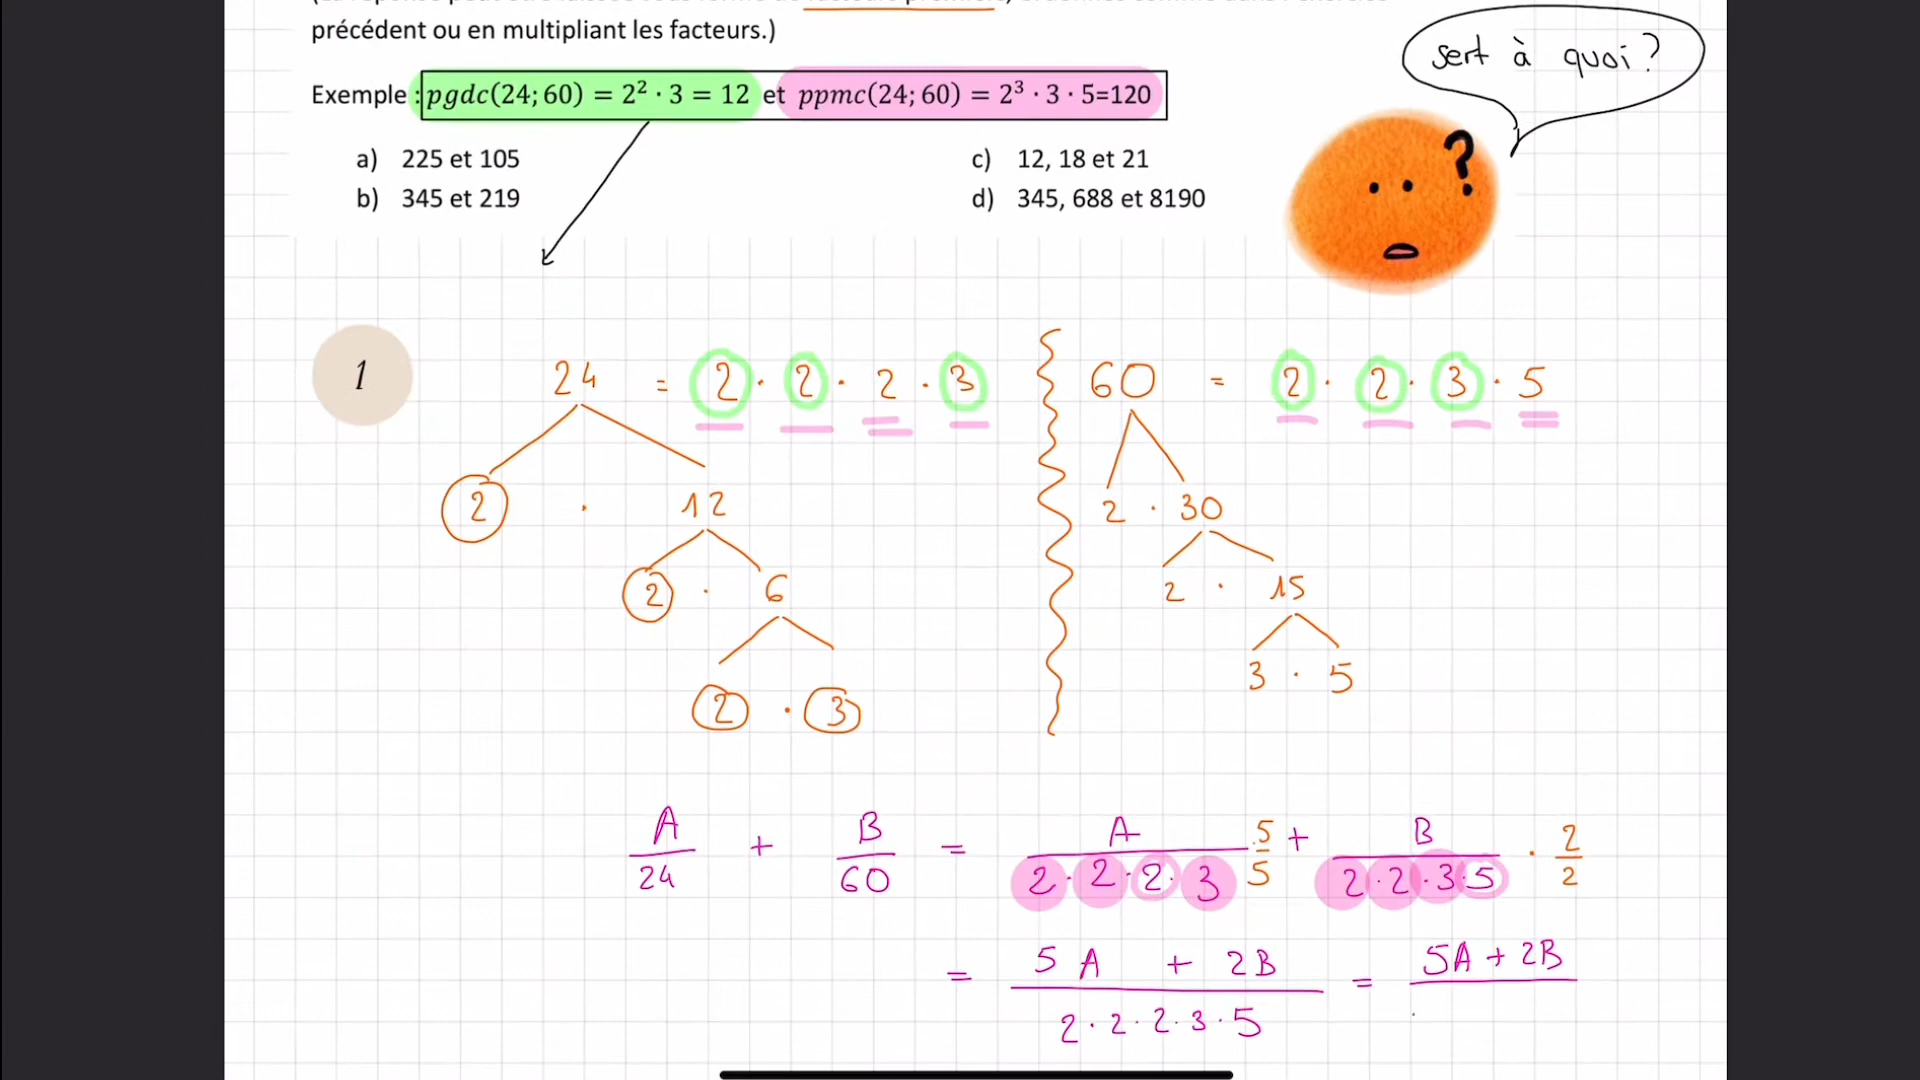 précédent ou en multipliant les facteurs.)
sert à quoi ?
Exemple : pgdc(24; 60) = 2² · 3 = 12 et ppmc(24; 60) = 2³ · 3 · 5=120
?
a) 225 et 105
c) 12, 18 et 21
b) 345 et 219
d) 345, 688 et 8190
1
24 = 2 · 2 · 2 · 3
60 = 2 · 2 · 3 · 5
2 · 12
2 · 30
2 · 6
2 · 15
2 · 3
3 · 5
A/24 + B/60 = A/2·2·2·3 5/5 + B/2·2·3·5 · 2/2
= 5A + 2B/2·2·2·3·5 = 5A + 2B